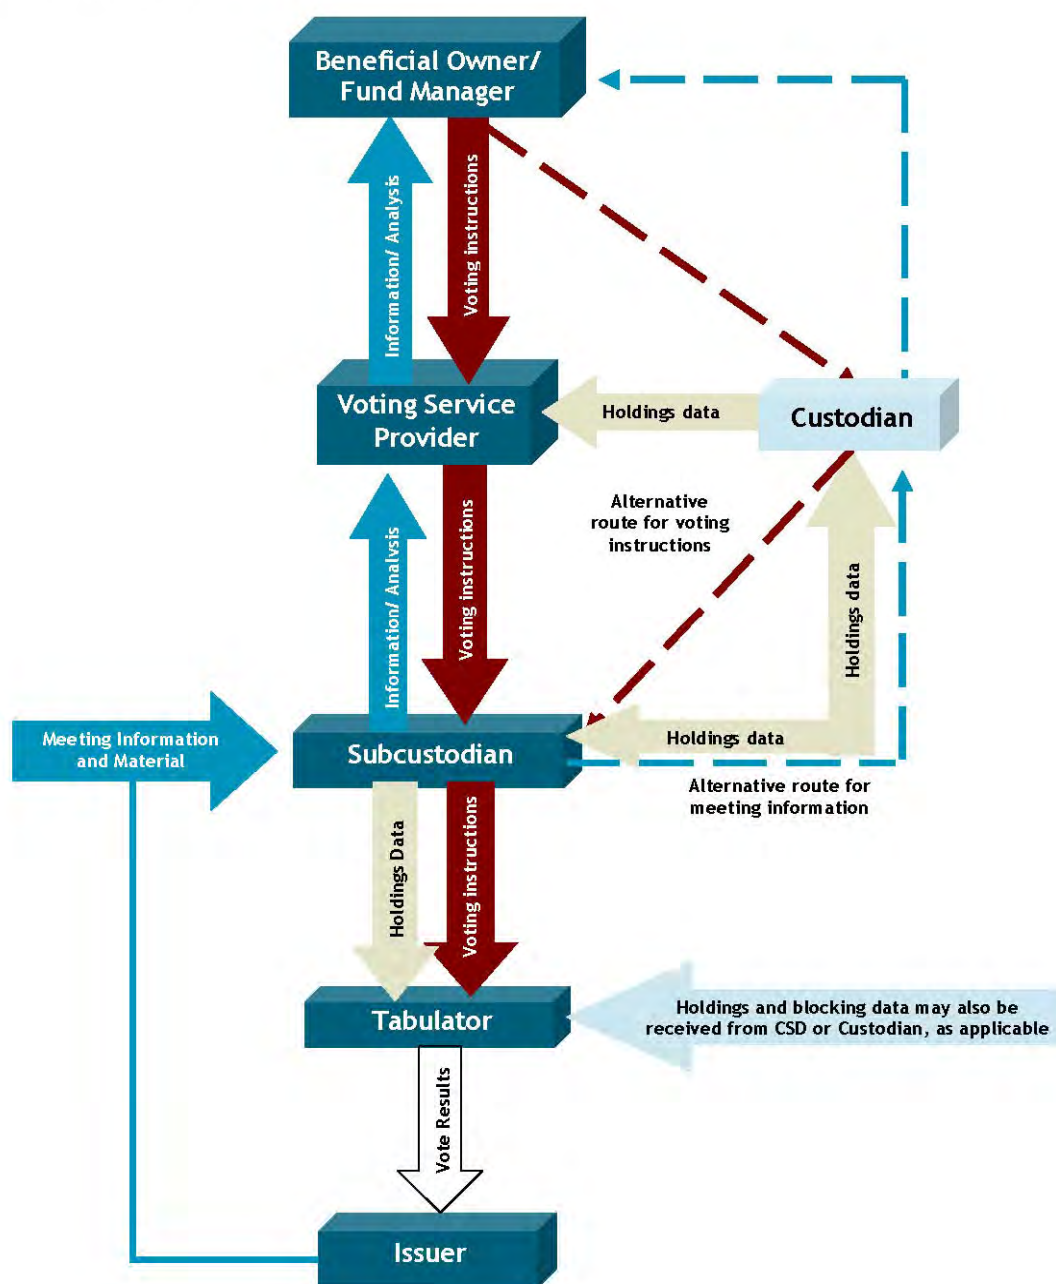 Beneficial Owner/
Fund Manager
Information/ Analysis
Voting instructions
Voting Service
Provider
Holdings data
Custodian
Alternative
route for voting
instructions
Information/ Analysis
Voting instructions
Holdings data
Meeting Information
and Material
Subcustodian
Holdings data
Alternative route for
meeting information
Holdings Data
Voting instructions
Tabulator
Holdings and blocking data may also be
received from CSD or Custodian, as applicable
Vote Results
Issuer